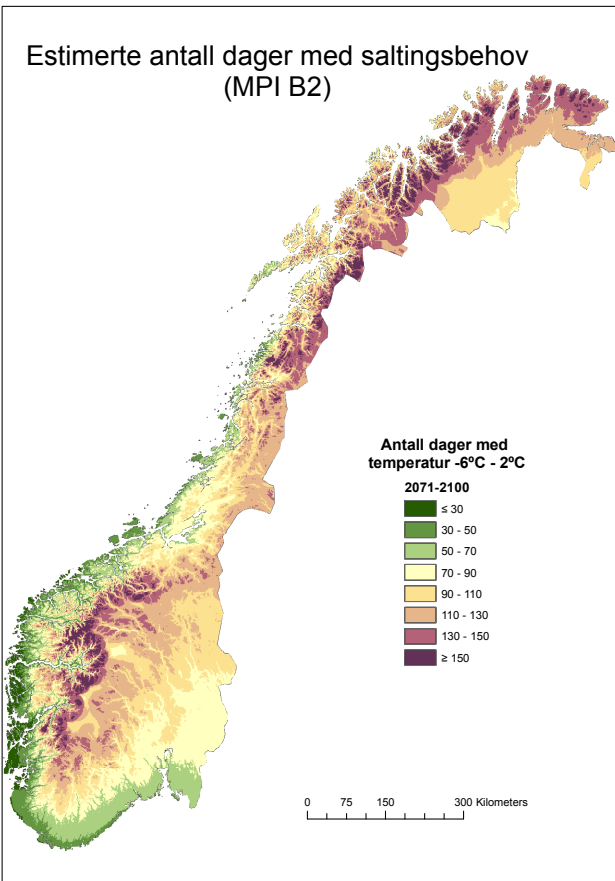 Estimerte antall dager med saltingsbehov
(MPI B2)
Antall dager med
temperatur -6ºC - 2ºC
2071-2100
≤ 30
30 - 50
50 - 70
70 - 90
90 - 110
110 - 130
130 - 150
≥ 150
0 75 150 300 Kilometers